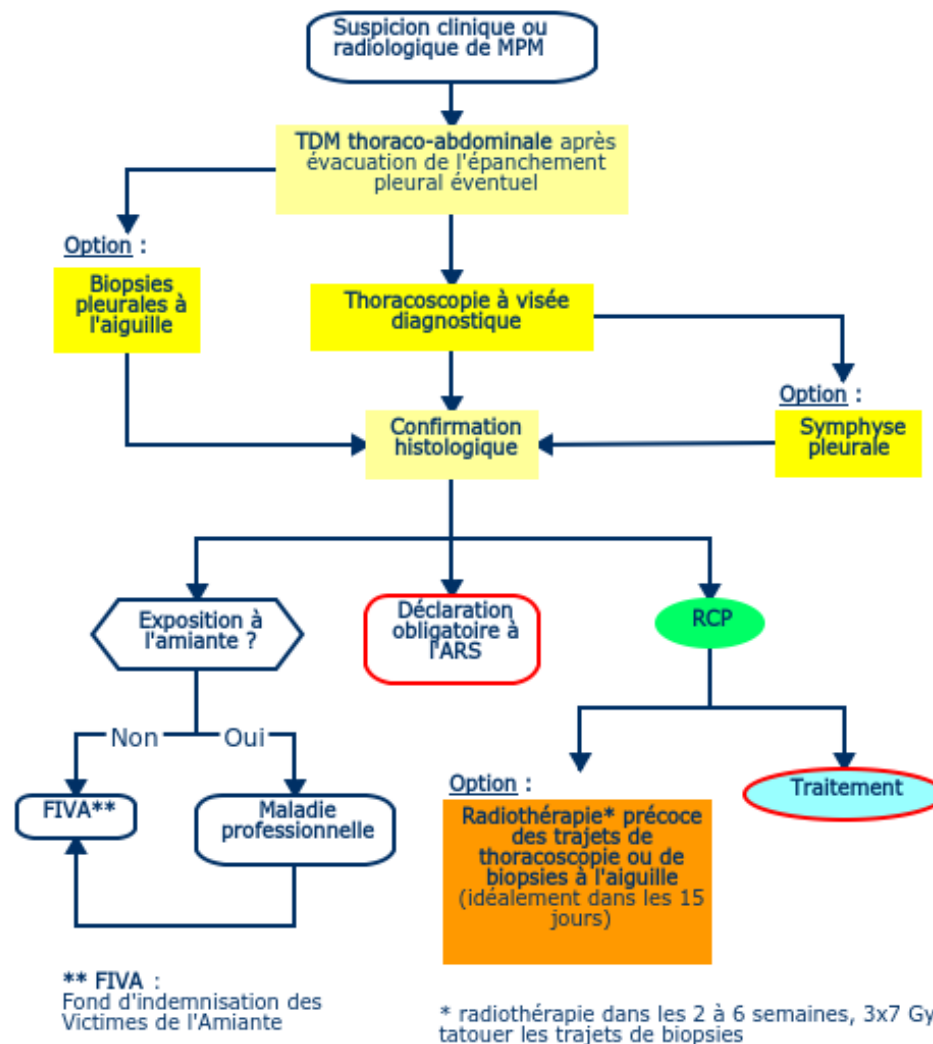 Suspicion clinique ou
radiologique de MPM
TDM thoraco-abdominale après
évacuation de l'épanchement
pleural éventuel
Option :
Biopsies
pleurales à
l'aiguille
Thoracoscopie à visée
diagnostique
Option :
Symphyse
pleurale
Confirmation
histologique
Exposition à
l'amiante ?
Déclaration
obligatoire à
l'ARS
RCP
Non
Oui
FIVA**
Maladie
professionnelle
Option :
Radiothérapie* précoce
des trajets de
thoracoscopie ou de
biopsies à l'aiguille
(idéalement dans les 15
jours)
Traitement
** FIVA :
Fond d'indemnisation des
Victimes de l'Amiante
* radiothérapie dans les 2 à 6 semaines, 3x7 Gy
tatouer les trajets de biopsies